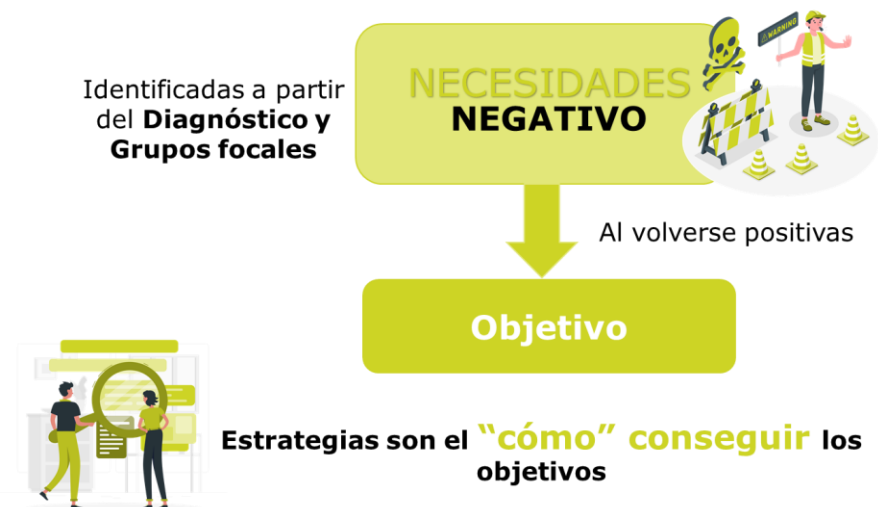 WARNING
NECESIDADES
NEGATIVO
Identificadas a partir
del Diagnóstico y
Grupos focales
Al volverse positivas
Objetivo
Estrategias son el “cómo” conseguir los
objetivos